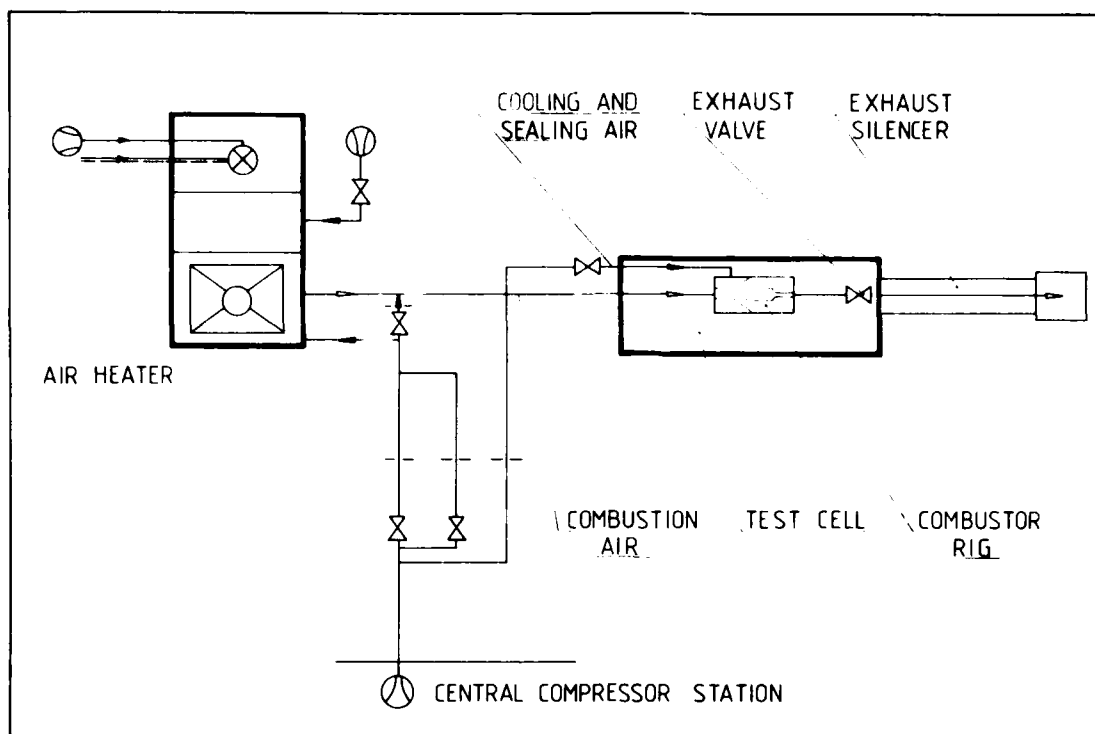 COOLING AND
SEALING AIR
EXHAUST
VALVE
EXHAUST
SILENCER
AIR HEATER
COMBUSTION
AIR
TEST CELL
COMBUSTOR
RIG
CENTRAL COMPRESSOR STATION